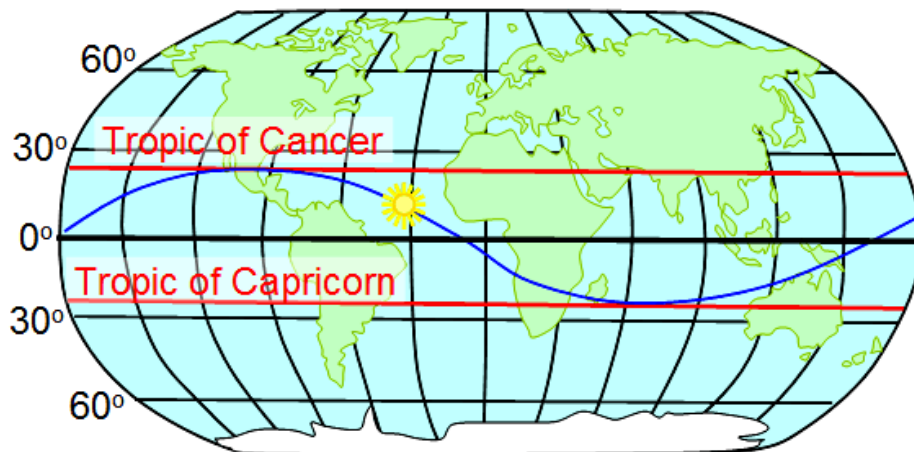 60º
30º
Tropic of Cancer
0º
Tropic of Capricorn
30º
60º